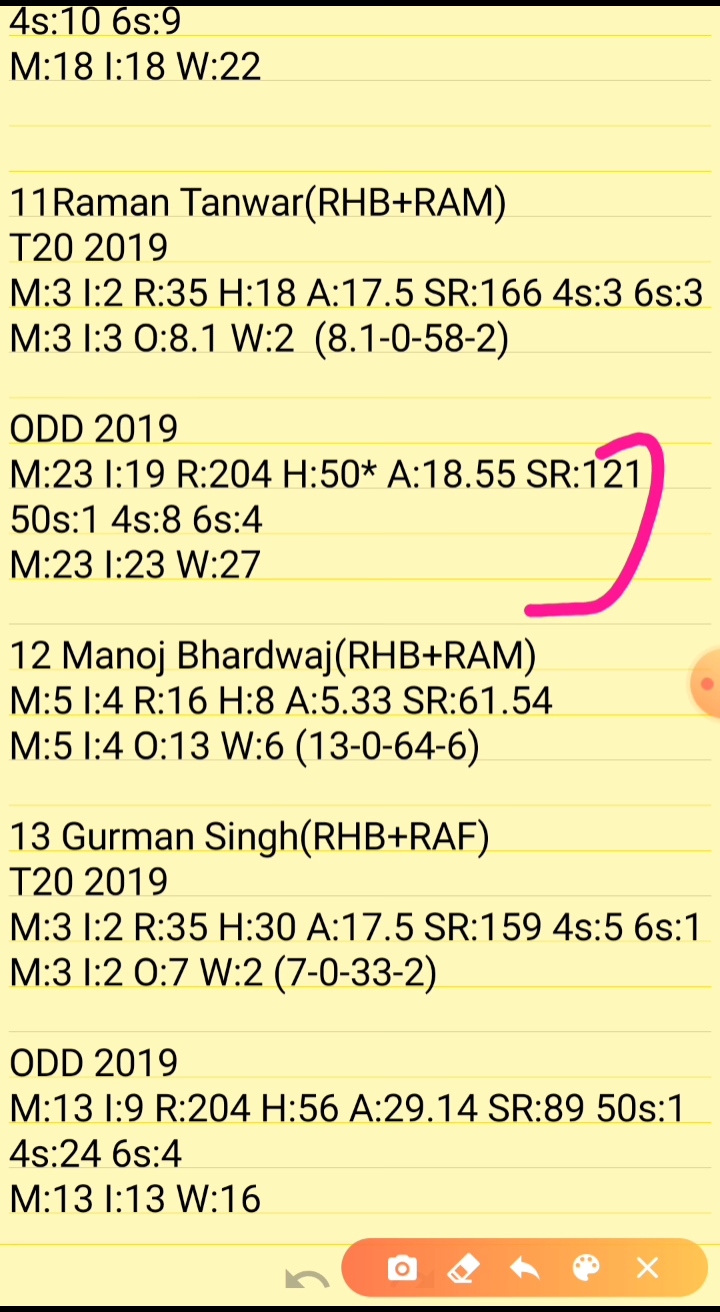 4s:10 6s:9
M:18 I:18 W:22
11Raman Tanwar(RHB+RAM)
T20 2019
M:3 I:2 R:35 H:18 A:17.5 SR:166 4s:3 6s:3
M:3 I:3 O:8.1 W:2  (8.1-0-58-2)
ODD 2019
M:23 I:19 R:204 H:50* A:18.55 SR:121
50s:1 4s:8 6s:4
M:23 I:23 W:27
12 Manoj Bhardwaj(RHB+RAM)
M:5 I:4 R:16 H:8 A:5.33 SR:61.54
M:5 I:4 O:13 W:6 (13-0-64-6)
13 Gurman Singh(RHB+RAF)
T20 2019
M:3 I:2 R:35 H:30 A:17.5 SR:159 4s:5 6s:1
M:3 I:2 O:7 W:2 (7-0-33-2)
ODD 2019
M:13 I:9 R:204 H:56 A:29.14 SR:89 50s:1
4s:24 6s:4
M:13 I:13 W:16